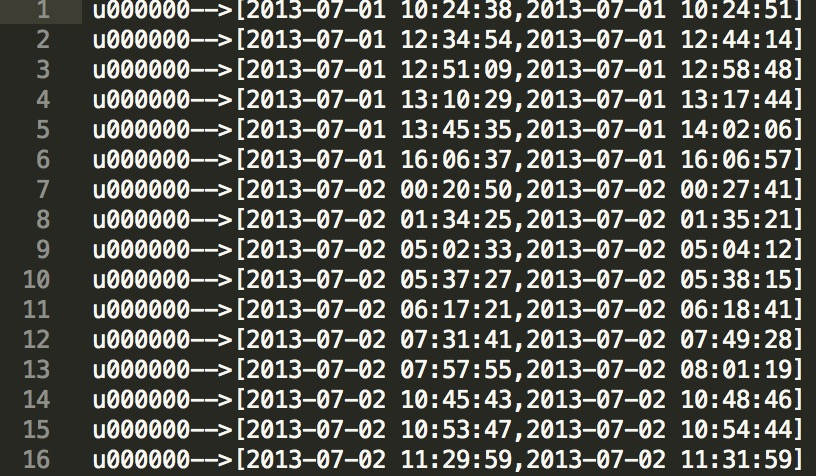 1 u000000-->[2013-07-01 10:24:38,2013-07-01 10:24:51]
2 u000000-->[2013-07-01 12:34:54,2013-07-01 12:44:14]
3 u000000-->[2013-07-01 12:51:09,2013-07-01 12:58:48]
4 u000000-->[2013-07-01 13:10:29,2013-07-01 13:17:44]
5 u000000-->[2013-07-01 13:45:35,2013-07-01 14:02:06]
6 u000000-->[2013-07-01 16:06:37,2013-07-01 16:06:57]
7 u000000-->[2013-07-02 00:20:50,2013-07-02 00:27:41]
8 u000000-->[2013-07-02 01:34:25,2013-07-02 01:35:21]
9 u000000-->[2013-07-02 05:02:33,2013-07-02 05:04:12]
10 u000000-->[2013-07-02 05:37:27,2013-07-02 05:38:15]
11 u000000-->[2013-07-02 06:17:21,2013-07-02 06:18:41]
12 u000000-->[2013-07-02 07:31:41,2013-07-02 07:49:28]
13 u000000-->[2013-07-02 07:57:55,2013-07-02 08:01:19]
14 u000000-->[2013-07-02 10:45:43,2013-07-02 10:48:46]
15 u000000-->[2013-07-02 10:53:47,2013-07-02 10:54:44]
16 u000000-->[2013-07-02 11:29:59,2013-07-02 11:31:59]